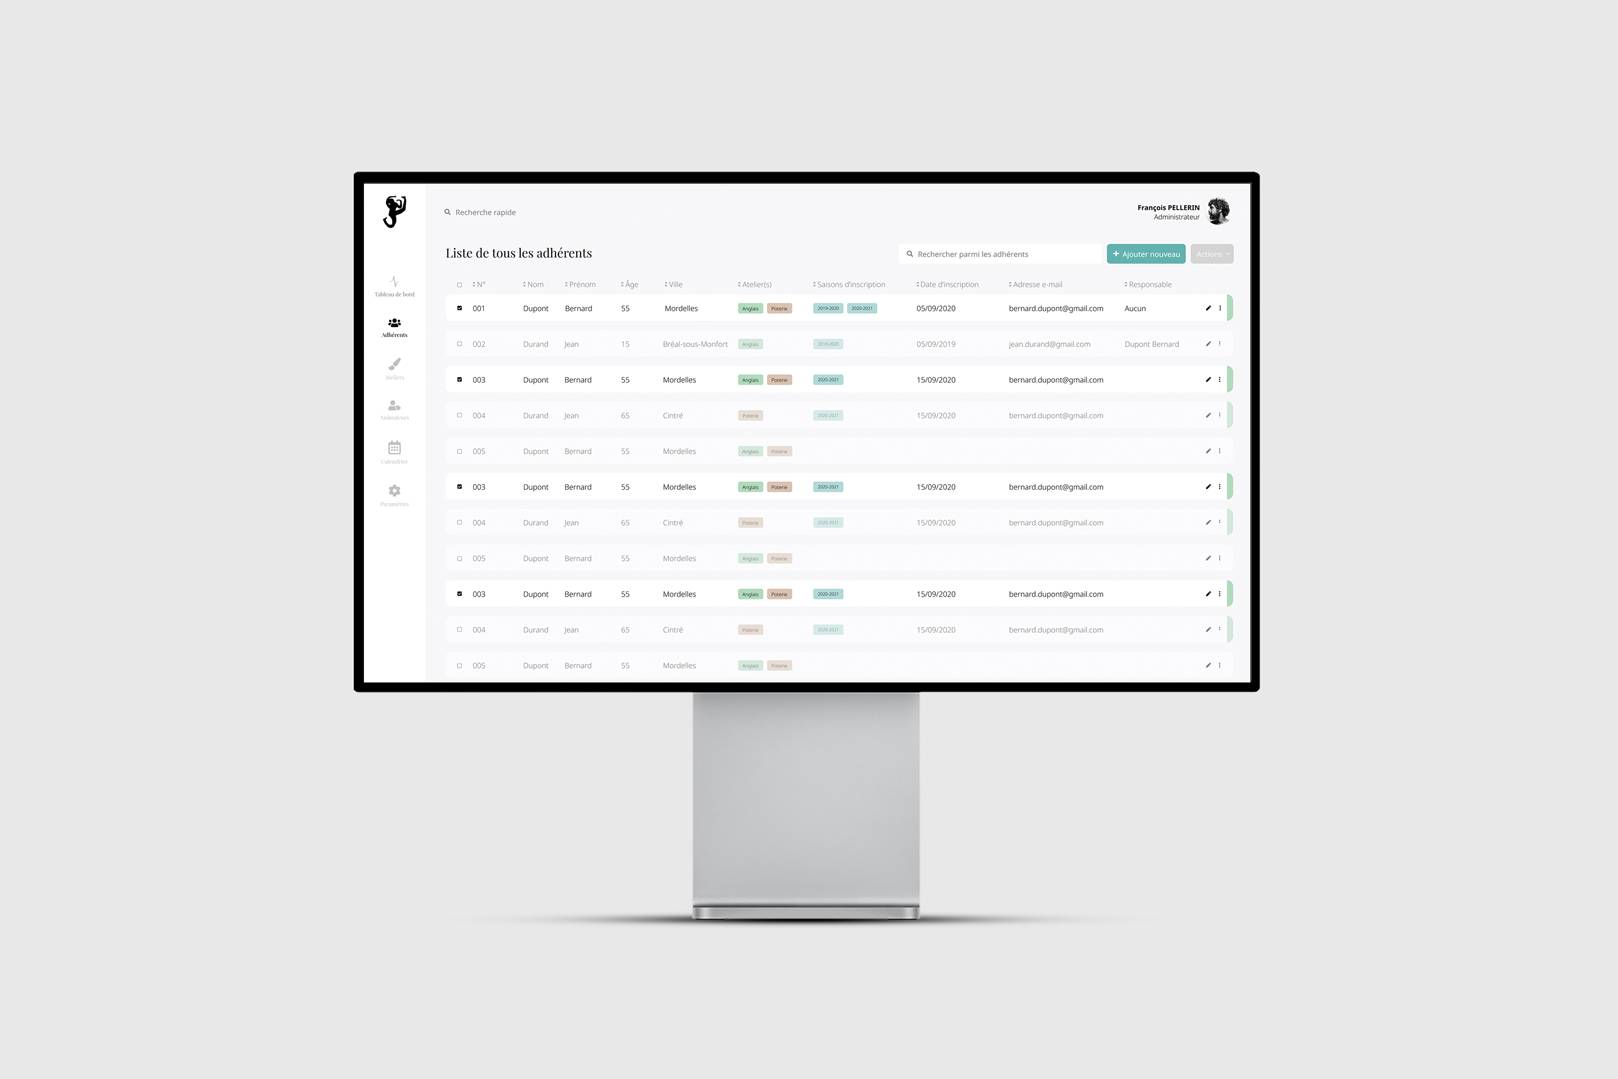 Recherche rapide
François PELLERIN
Administrateur
Liste de tous les adhérents
Rechercher parmi les adhérents
+ Ajouter nouveau
Actions
Tableau de bord
Adhérents
Ateliers
Animateurs
Calendrier
Paramètres
N° Nom Prénom Âge Ville Atelier(s) Saisons d'inscription Date d'inscription Adresse e-mail Responsable
001 Dupont Bernard 55 Mordelles Anglais Poterie 2019-2020 2020-2021 05/09/2020 bernard.dupont@gmail.com Aucun
002 Durand Jean 15 Bréal-sous-Monfort Anglais 2019-2020 05/09/2019 jean.durand@gmail.com Dupont Bernard
003 Dupont Bernard 55 Mordelles Anglais Poterie 2020-2021 15/09/2020 bernard.dupont@gmail.com
004 Durand Jean 65 Cintré Poterie 2020-2021 15/09/2020 bernard.dupont@gmail.com
005 Dupont Bernard 55 Mordelles Anglais Poterie
003 Dupont Bernard 55 Mordelles Anglais Poterie 2020-2021 15/09/2020 bernard.dupont@gmail.com
004 Durand Jean 65 Cintré Poterie 2020-2021 15/09/2020 bernard.dupont@gmail.com
005 Dupont Bernard 55 Mordelles Anglais Poterie
003 Dupont Bernard 55 Mordelles Anglais Poterie 2020-2021 15/09/2020 bernard.dupont@gmail.com
004 Durand Jean 65 Cintré Poterie 2020-2021 15/09/2020 bernard.dupont@gmail.com
005 Dupont Bernard 55 Mordelles Anglais Poterie